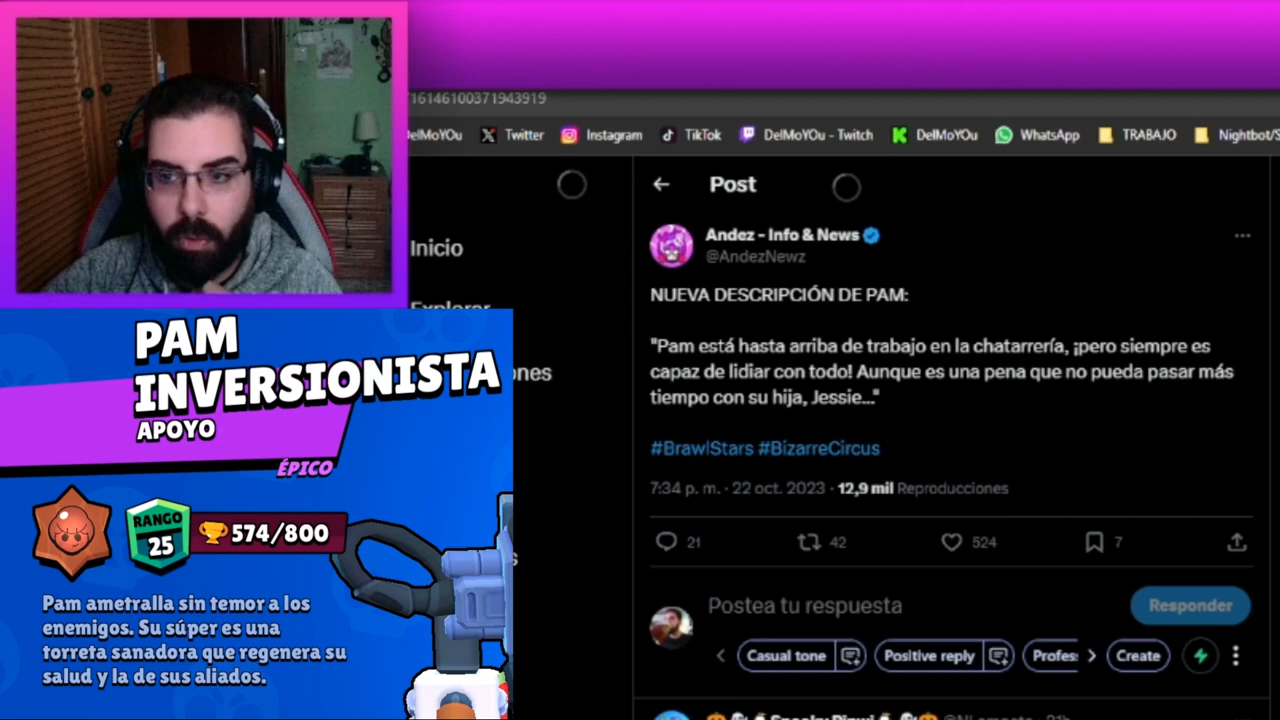 716146100371943919
DelMoYOu
Twitter
Instagram
TikTok
DelMoYOu - Twitch
DelMoYOu
WhatsApp
TRABAJO
Nightbot/S
Post
Inicio
Explorar
ones
s
Andez - Info & News
@AndezNewz
NUEVA DESCRIPCIÓN DE PAM:
"Pam está hasta arriba de trabajo en la chatarrería, ¡pero siempre es
capaz de lidiar con todo! Aunque es una pena que no pueda pasar más
tiempo con su hija, Jessie..."
#BrawlStars #BizarreCircus
7:34 p. m. · 22 oct. 2023 · 12,9 mil Reproducciones
21
42
524
7
Postea tu respuesta
Responder
Casual tone
Positive reply
Profes
Create
PAM
INVERSIONISTA
APOYO
ÉPICO
RANGO
25
574/800
Pam ametralla sin temor a los
enemigos. Su súper es una
torreta sanadora que regenera su
salud y la de sus aliados.